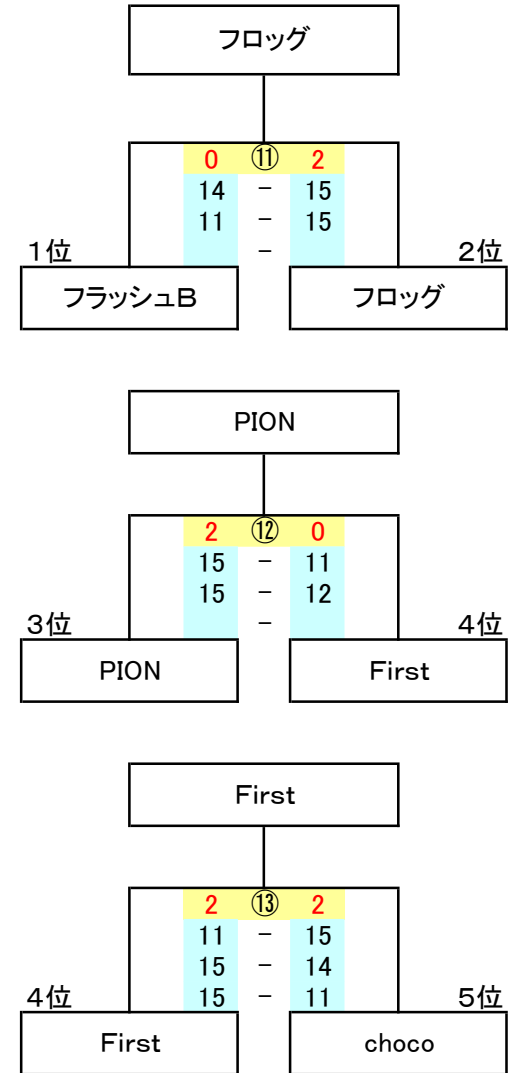 フロッグ
0 ⑪ 2
14 － 15
11 － 15
－
1位 2位
フラッシュB フロッグ
PION
2 ⑫ 0
15 － 11
15 － 12
－
3位 4位
PION First
First
2 ⑬ 2
11 － 15
15 － 14
15 － 11
4位 5位
First choco